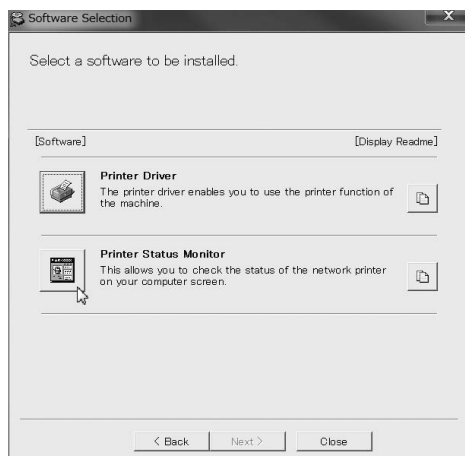 Software Selection
Select a software to be installed.
[Software] [Display Readme]
Printer Driver
The printer driver enables you to use the printer function of
the machine.
Printer Status Monitor
This allows you to check the status of the network printer
on your computer screen.
< Back Next > Close